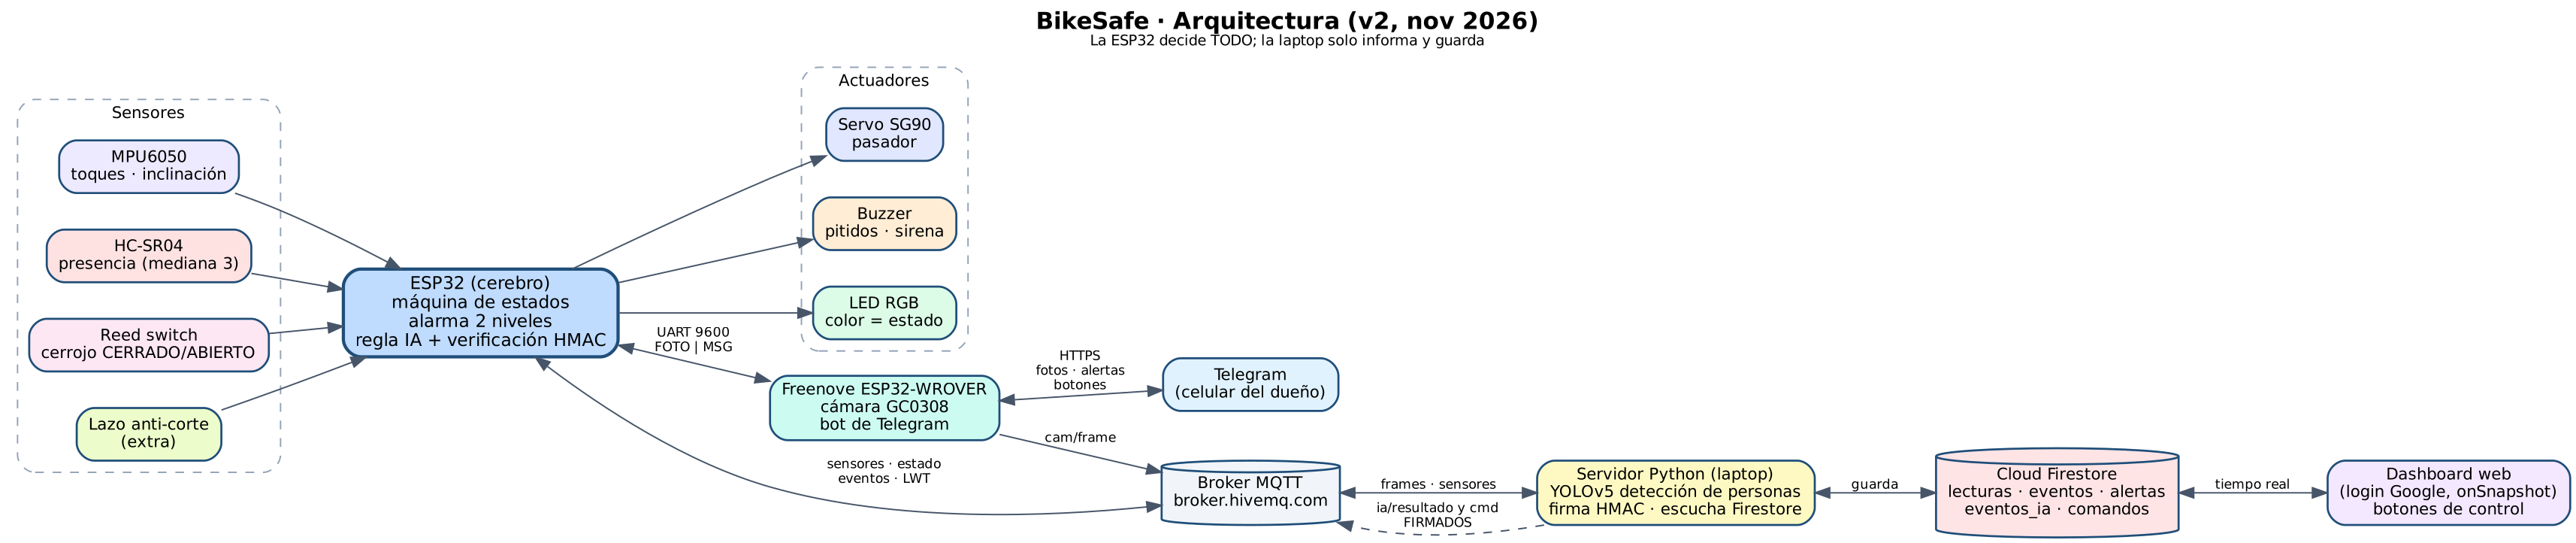 BikeSafe · Arquitectura (v2, nov 2026)
La ESP32 decide TODO; la laptop solo informa y guarda
Sensores
MPU6050
toques · inclinación
HC-SR04
presencia (mediana 3)
Reed switch
cerrojo CERRADO/ABIERTO
Lazo anti-corte
(extra)
ESP32 (cerebro)
máquina de estados
alarma 2 niveles
regla IA + verificación HMAC
Actuadores
Servo SG90
pasador
Buzzer
pitidos · sirena
LED RGB
color = estado
UART 9600
FOTO | MSG
Freenove ESP32-WROVER
cámara GC0308
bot de Telegram
sensores · estado
eventos · LWT
HTTPS
fotos · alertas
botones
cam/frame
Telegram
(celular del dueño)
Broker MQTT
broker.hivemq.com
frames · sensores
ia/resultado y cmd
FIRMADOS
Servidor Python (laptop)
YOLOv5 detección de personas
firma HMAC · escucha Firestore
guarda
Cloud Firestore
lecturas · eventos · alertas
eventos_ia · comandos
tiempo real
Dashboard web
(login Google, onSnapshot)
botones de control